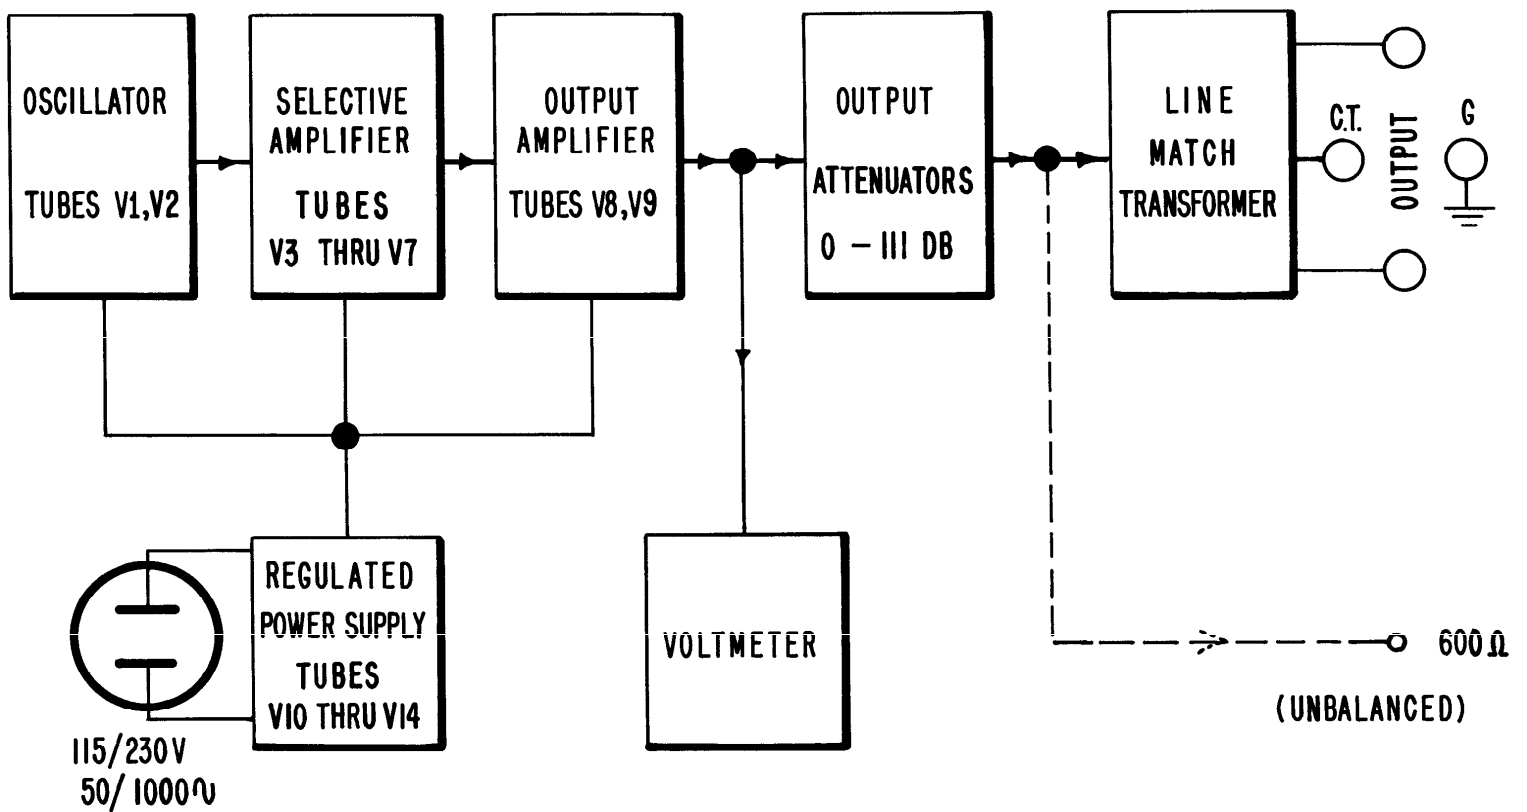 OSCILLATOR
TUBES V1,V2
SELECTIVE
AMPLIFIER
TUBES
V3 THRU V7
OUTPUT
AMPLIFIER
TUBES V8,V9
OUTPUT
ATTENUATORS
0 – 111 DB
LINE
MATCH
TRANSFORMER
C.T.
OUTPUT
G
REGULATED
POWER SUPPLY
TUBES
V10 THRU V14
115/230V
50/1000∿
VOLTMETER
600Ω
(UNBALANCED)